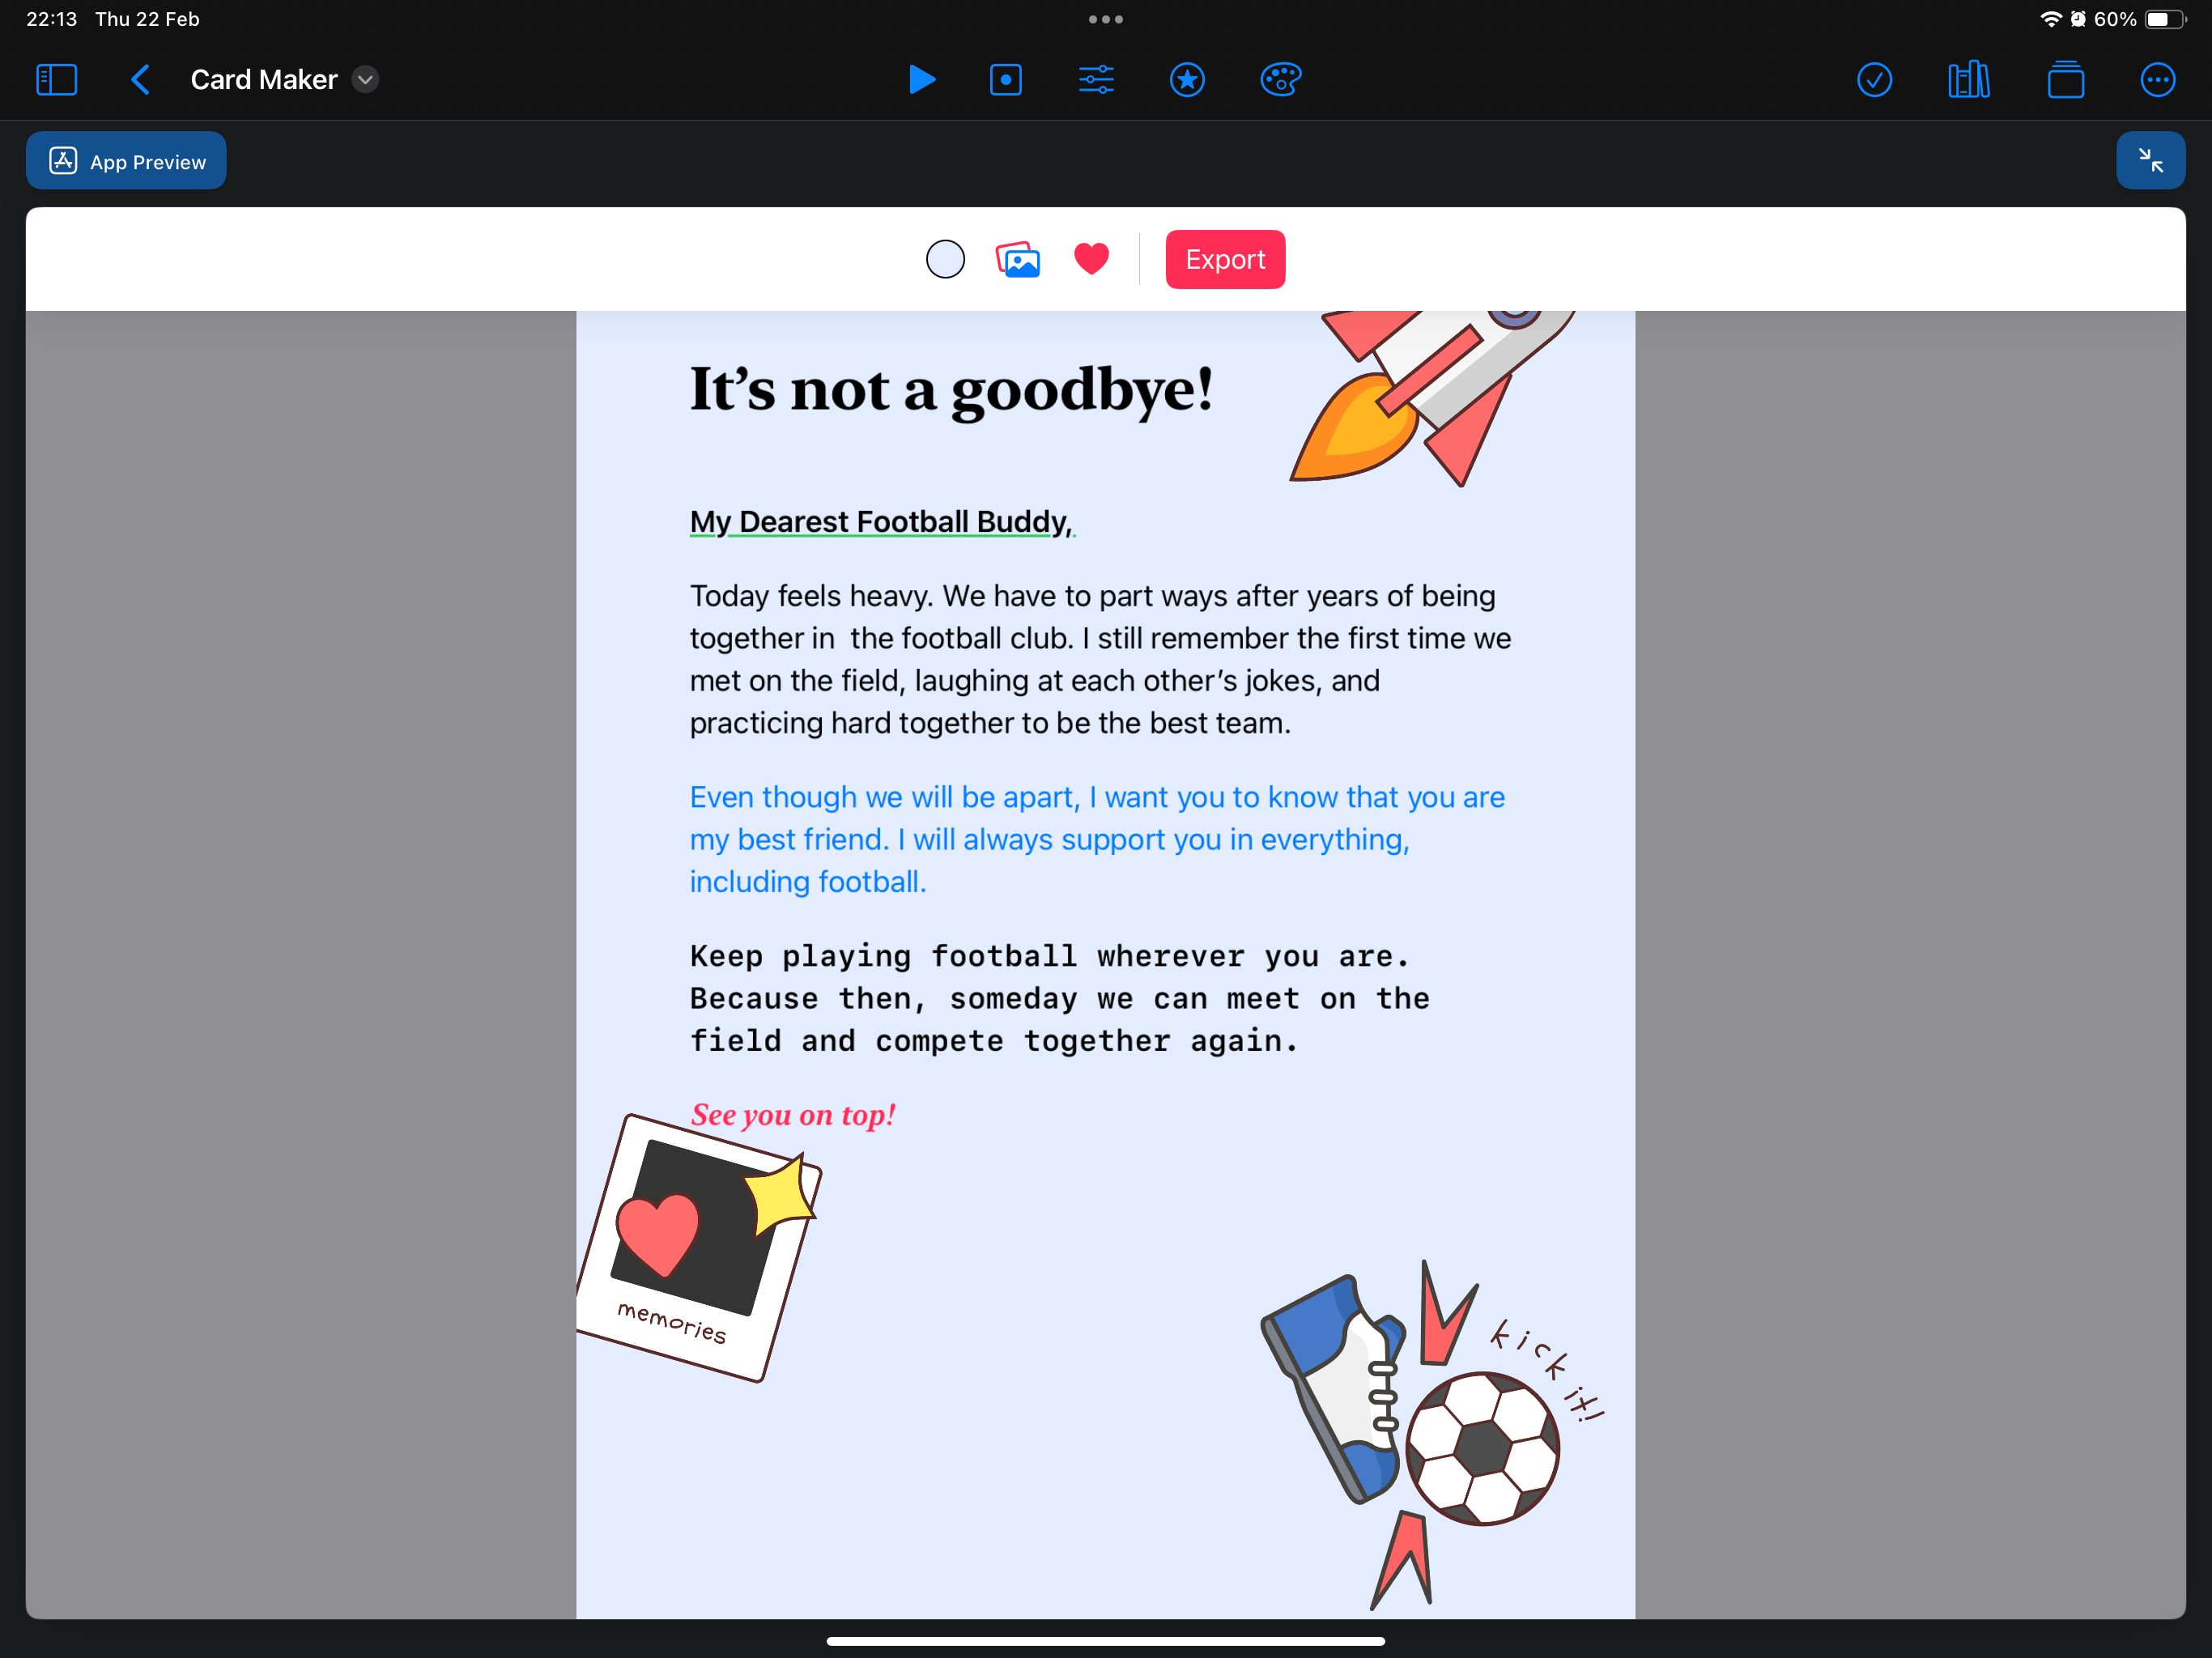 22:13 Thu 22 Feb
60%
Card Maker
App Preview
Export
It’s not a goodbye!
My Dearest Football Buddy,
Today feels heavy. We have to part ways after years of being
together in  the football club. I still remember the first time we
met on the field, laughing at each other’s jokes, and
practicing hard together to be the best team.
Even though we will be apart, I want you to know that you are
my best friend. I will always support you in everything,
including football.
Keep playing football wherever you are.
Because then, someday we can meet on the
field and compete together again.
See you on top!
memories
kick it!